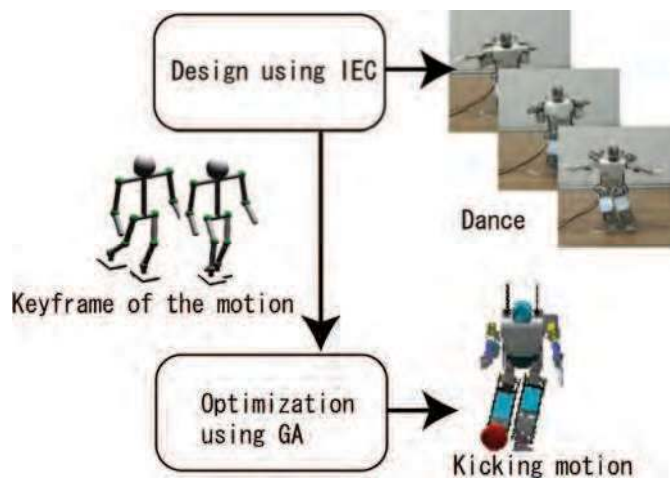 Design using IEC
Dance
Keyframe of the motion
Optimization
using GA
Kicking motion